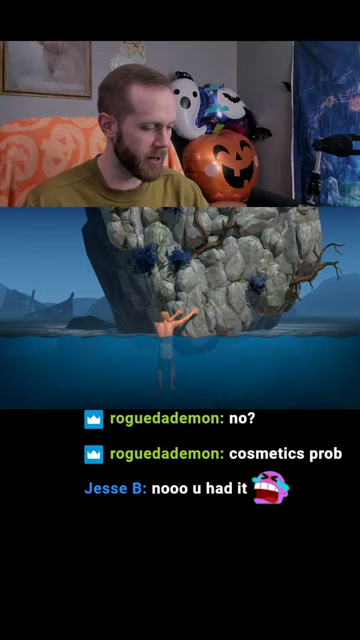 roguedademon: no?
roguedademon: cosmetics prob
Jesse B: nooo u had it